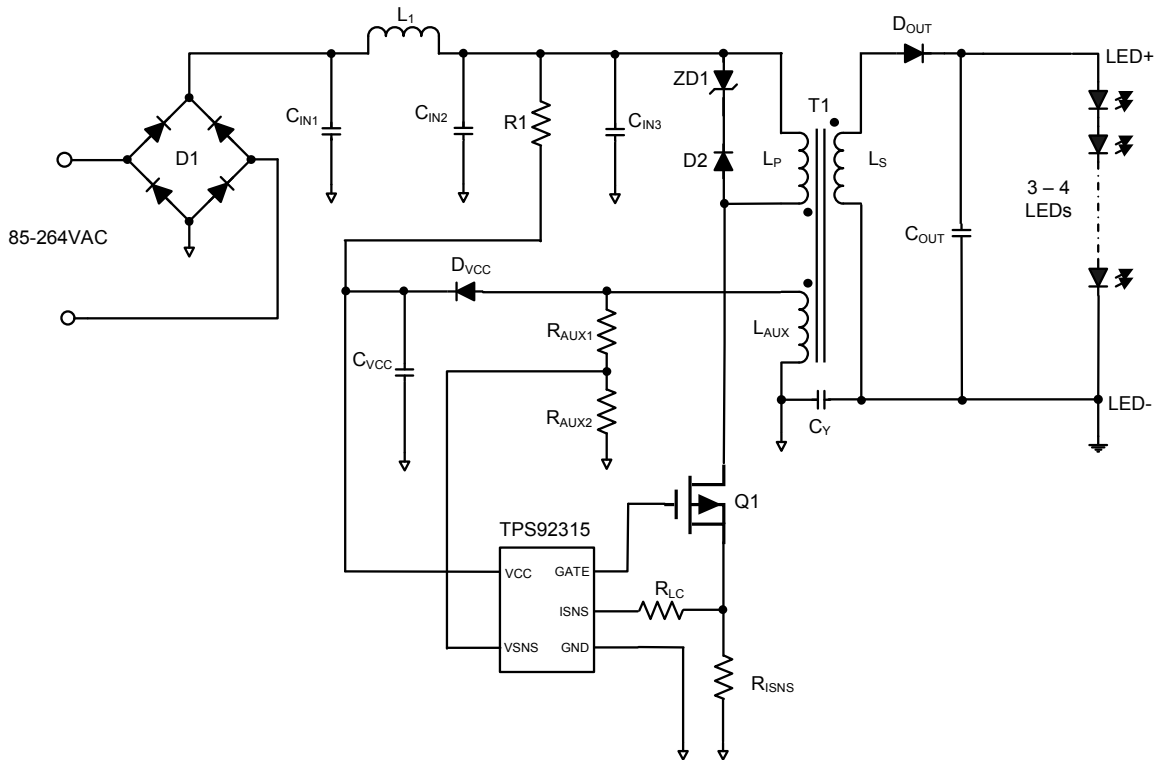 L1
DOUT
LED+
ZD1
T1
CIN1
CIN2
R1
CIN3
D1
D2
LP
LS
3 – 4
LEDs
85-264VAC
COUT
DVCC
RAUX1
LAUX
CVCC
RAUX2
CY
LED-
Q1
TPS92315
VCC
GATE
RLC
ISNS
VSNS
GND
RISNS